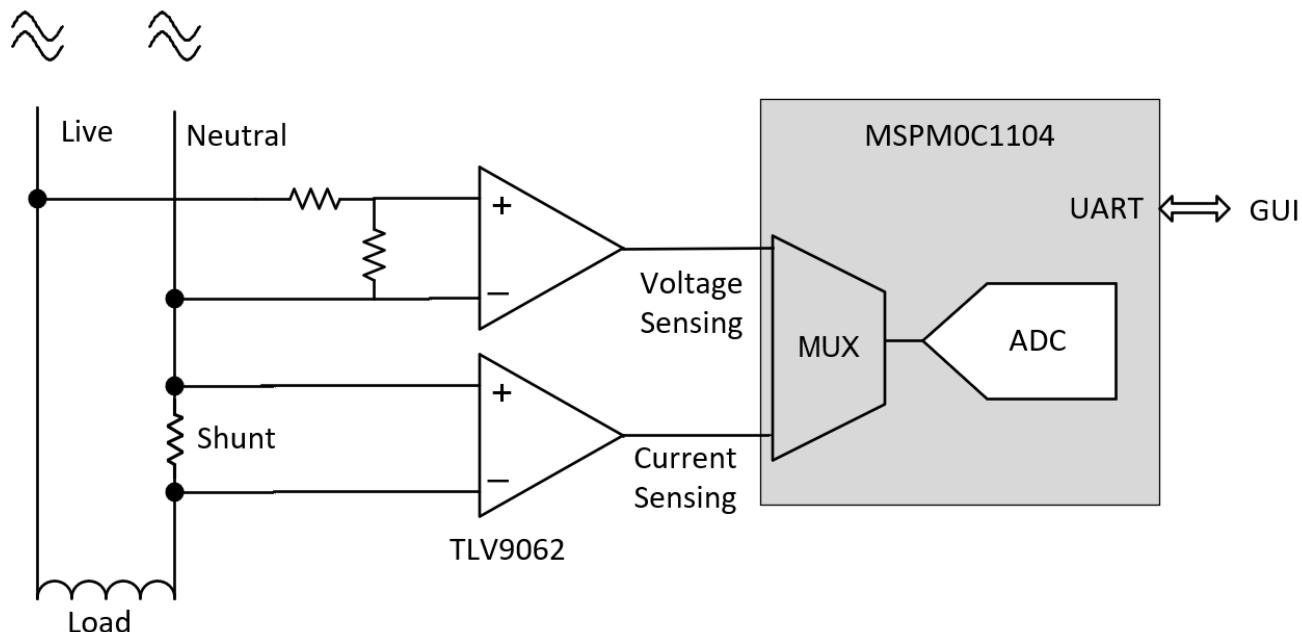 Live
Neutral
MSPM0C1104
+
UART
GUI
−
Voltage
Sensing
MUX
ADC
+
Shunt
−
Current
Sensing
TLV9062
Load